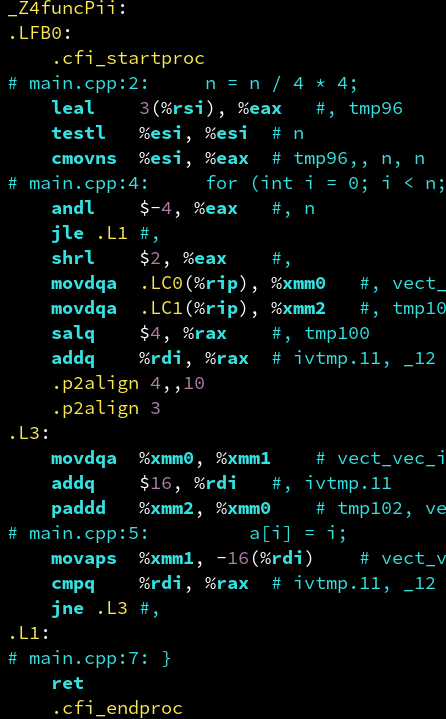 _Z4funcPii:
.LFB0:
.cfi_startproc
# main.cpp:2:     n = n / 4 * 4;
leal    3(%rsi), %eax   #, tmp96
testl   %esi, %esi  # n
cmovns  %esi, %eax  # tmp96,, n, n
# main.cpp:4:     for (int i = 0; i < n;
andl    $-4, %eax   #, n
jle .L1 #,
shrl    $2, %eax    #,
movdqa  .LC0(%rip), %xmm0   #, vect_
movdqa  .LC1(%rip), %xmm2   #, tmp10
salq    $4, %rax    #, tmp100
addq    %rdi, %rax  # ivtmp.11, _12
.p2align 4,,10
.p2align 3
.L3:
movdqa  %xmm0, %xmm1    # vect_vec_i
addq    $16, %rdi   #, ivtmp.11
paddd   %xmm2, %xmm0    # tmp102, ve
# main.cpp:5:         a[i] = i;
movaps  %xmm1, -16(%rdi)    # vect_v
cmpq    %rdi, %rax  # ivtmp.11, _12
jne .L3 #,
.L1:
# main.cpp:7: }
ret
.cfi_endproc